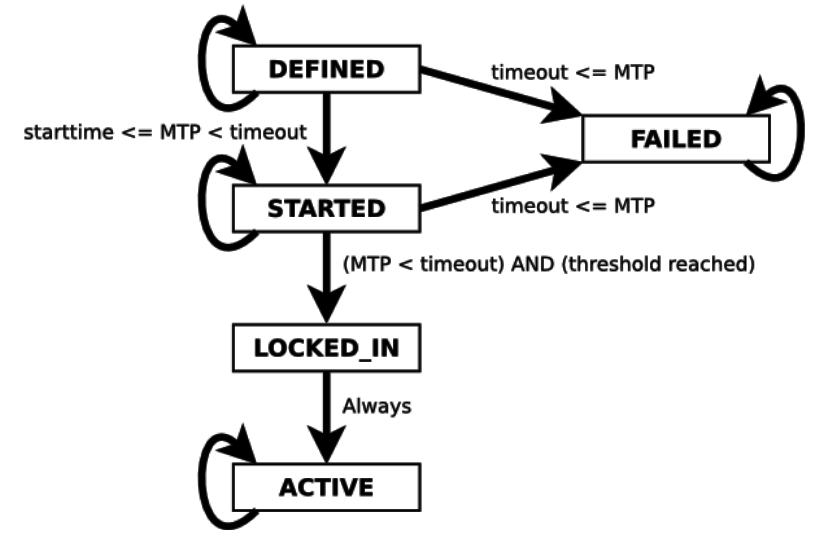 DEFINED
timeout <= MTP
starttime <= MTP < timeout
FAILED
STARTED
timeout <= MTP
(MTP < timeout) AND (threshold reached)
LOCKED_IN
Always
ACTIVE